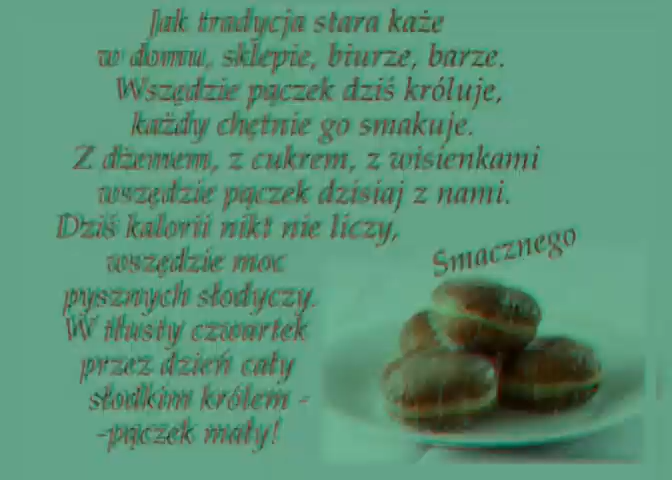 Jak tradycja stara każe
w domu, sklepie, biurze, barze.
Wszędzie pączek dziś króluje,
każdy chętnie go smakuje.
Z dżemem, z cukrem, z wisienkami
wszędzie pączek dzisiaj z nami.
Dziś kalorii nikt nie liczy,
wszędzie moc
pysznych słodyczy.
W tłusty czwartek
przez dzień cały
słodkim królem -
-pączek mały!
Smacznego